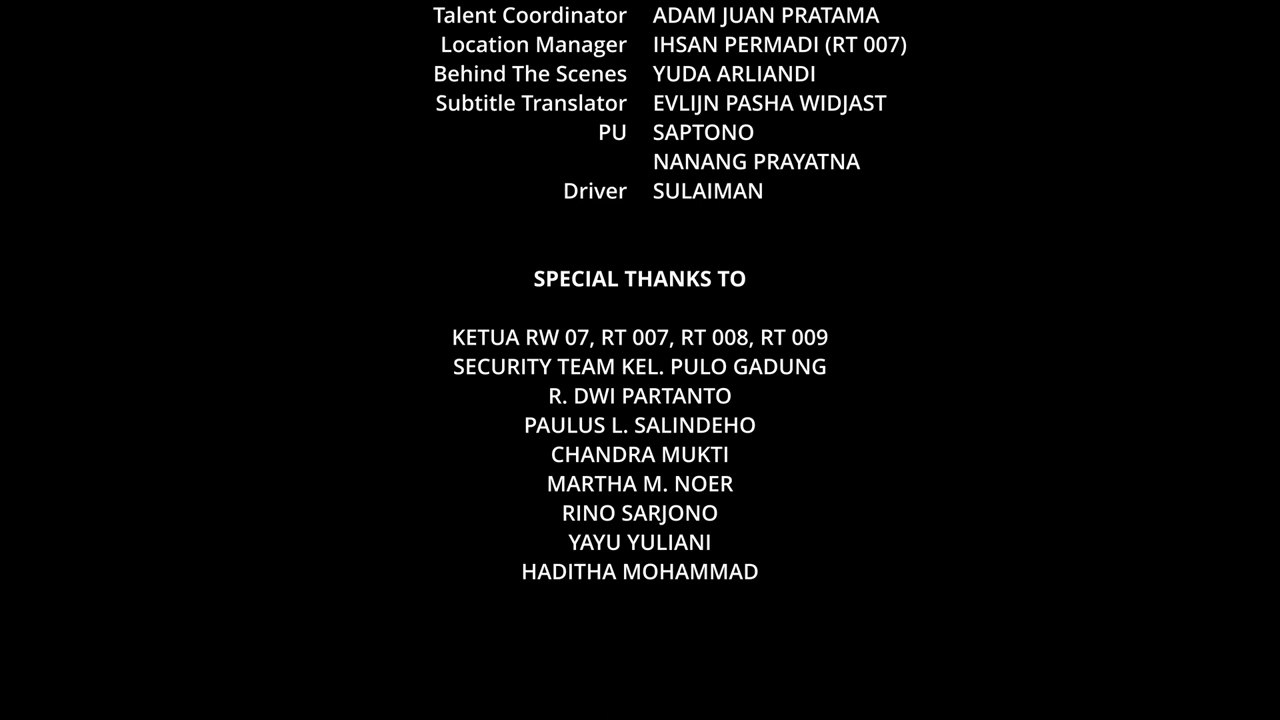 Talent Coordinator ADAM JUAN PRATAMA
Location Manager IHSAN PERMADI (RT 007)
Behind The Scenes YUDA ARLIANDI
Subtitle Translator EVLIJN PASHA WIDJAST
PU SAPTONO
NANANG PRAYATNA
Driver SULAIMAN
SPECIAL THANKS TO
KETUA RW 07, RT 007, RT 008, RT 009
SECURITY TEAM KEL. PULO GADUNG
R. DWI PARTANTO
PAULUS L. SALINDEHO
CHANDRA MUKTI
MARTHA M. NOER
RINO SARJONO
YAYU YULIANI
HADITHA MOHAMMAD